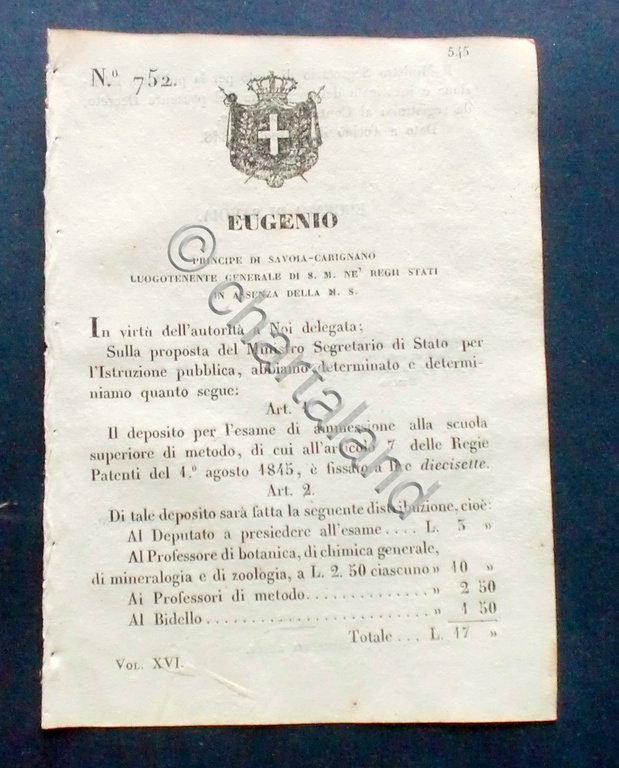 545
N.º 752.
EUGENIO
PRINCIPE DI SAVOIA-CARIGNANO
LUOGOTENENTE GENERALE DI S. M. NE' REGII STATI
IN ASSENZA DELLA M. S.
In virtù dell'autorità a Noi delegata;
Sulla proposta del Ministro Segretario di Stato per
l'Istruzione pubblica, abbiamo determinato e determi-
niamo quanto segue:
Art.
Il deposito per l'esame di ammessione alla scuola
superiore di metodo, di cui all'articolo 7 delle Regie
Patenti del 1.º agosto 1845, è fissato a lire diecisette.
Art. 2.
Di tale deposito sarà fatta la seguente distribuzione, cioè:
Al Deputato a presiedere all'esame .... L. 3 »
Al Professore di botanica, di chimica generale,
di mineralogia e di zoologia, a L. 2. 50 ciascuno » 10 »
Ai Professori di metodo ............... » 2 50
Al Bidello ........................... » 1 50
Totale ... L. 17 »
VOL. XVI.
© chartaland